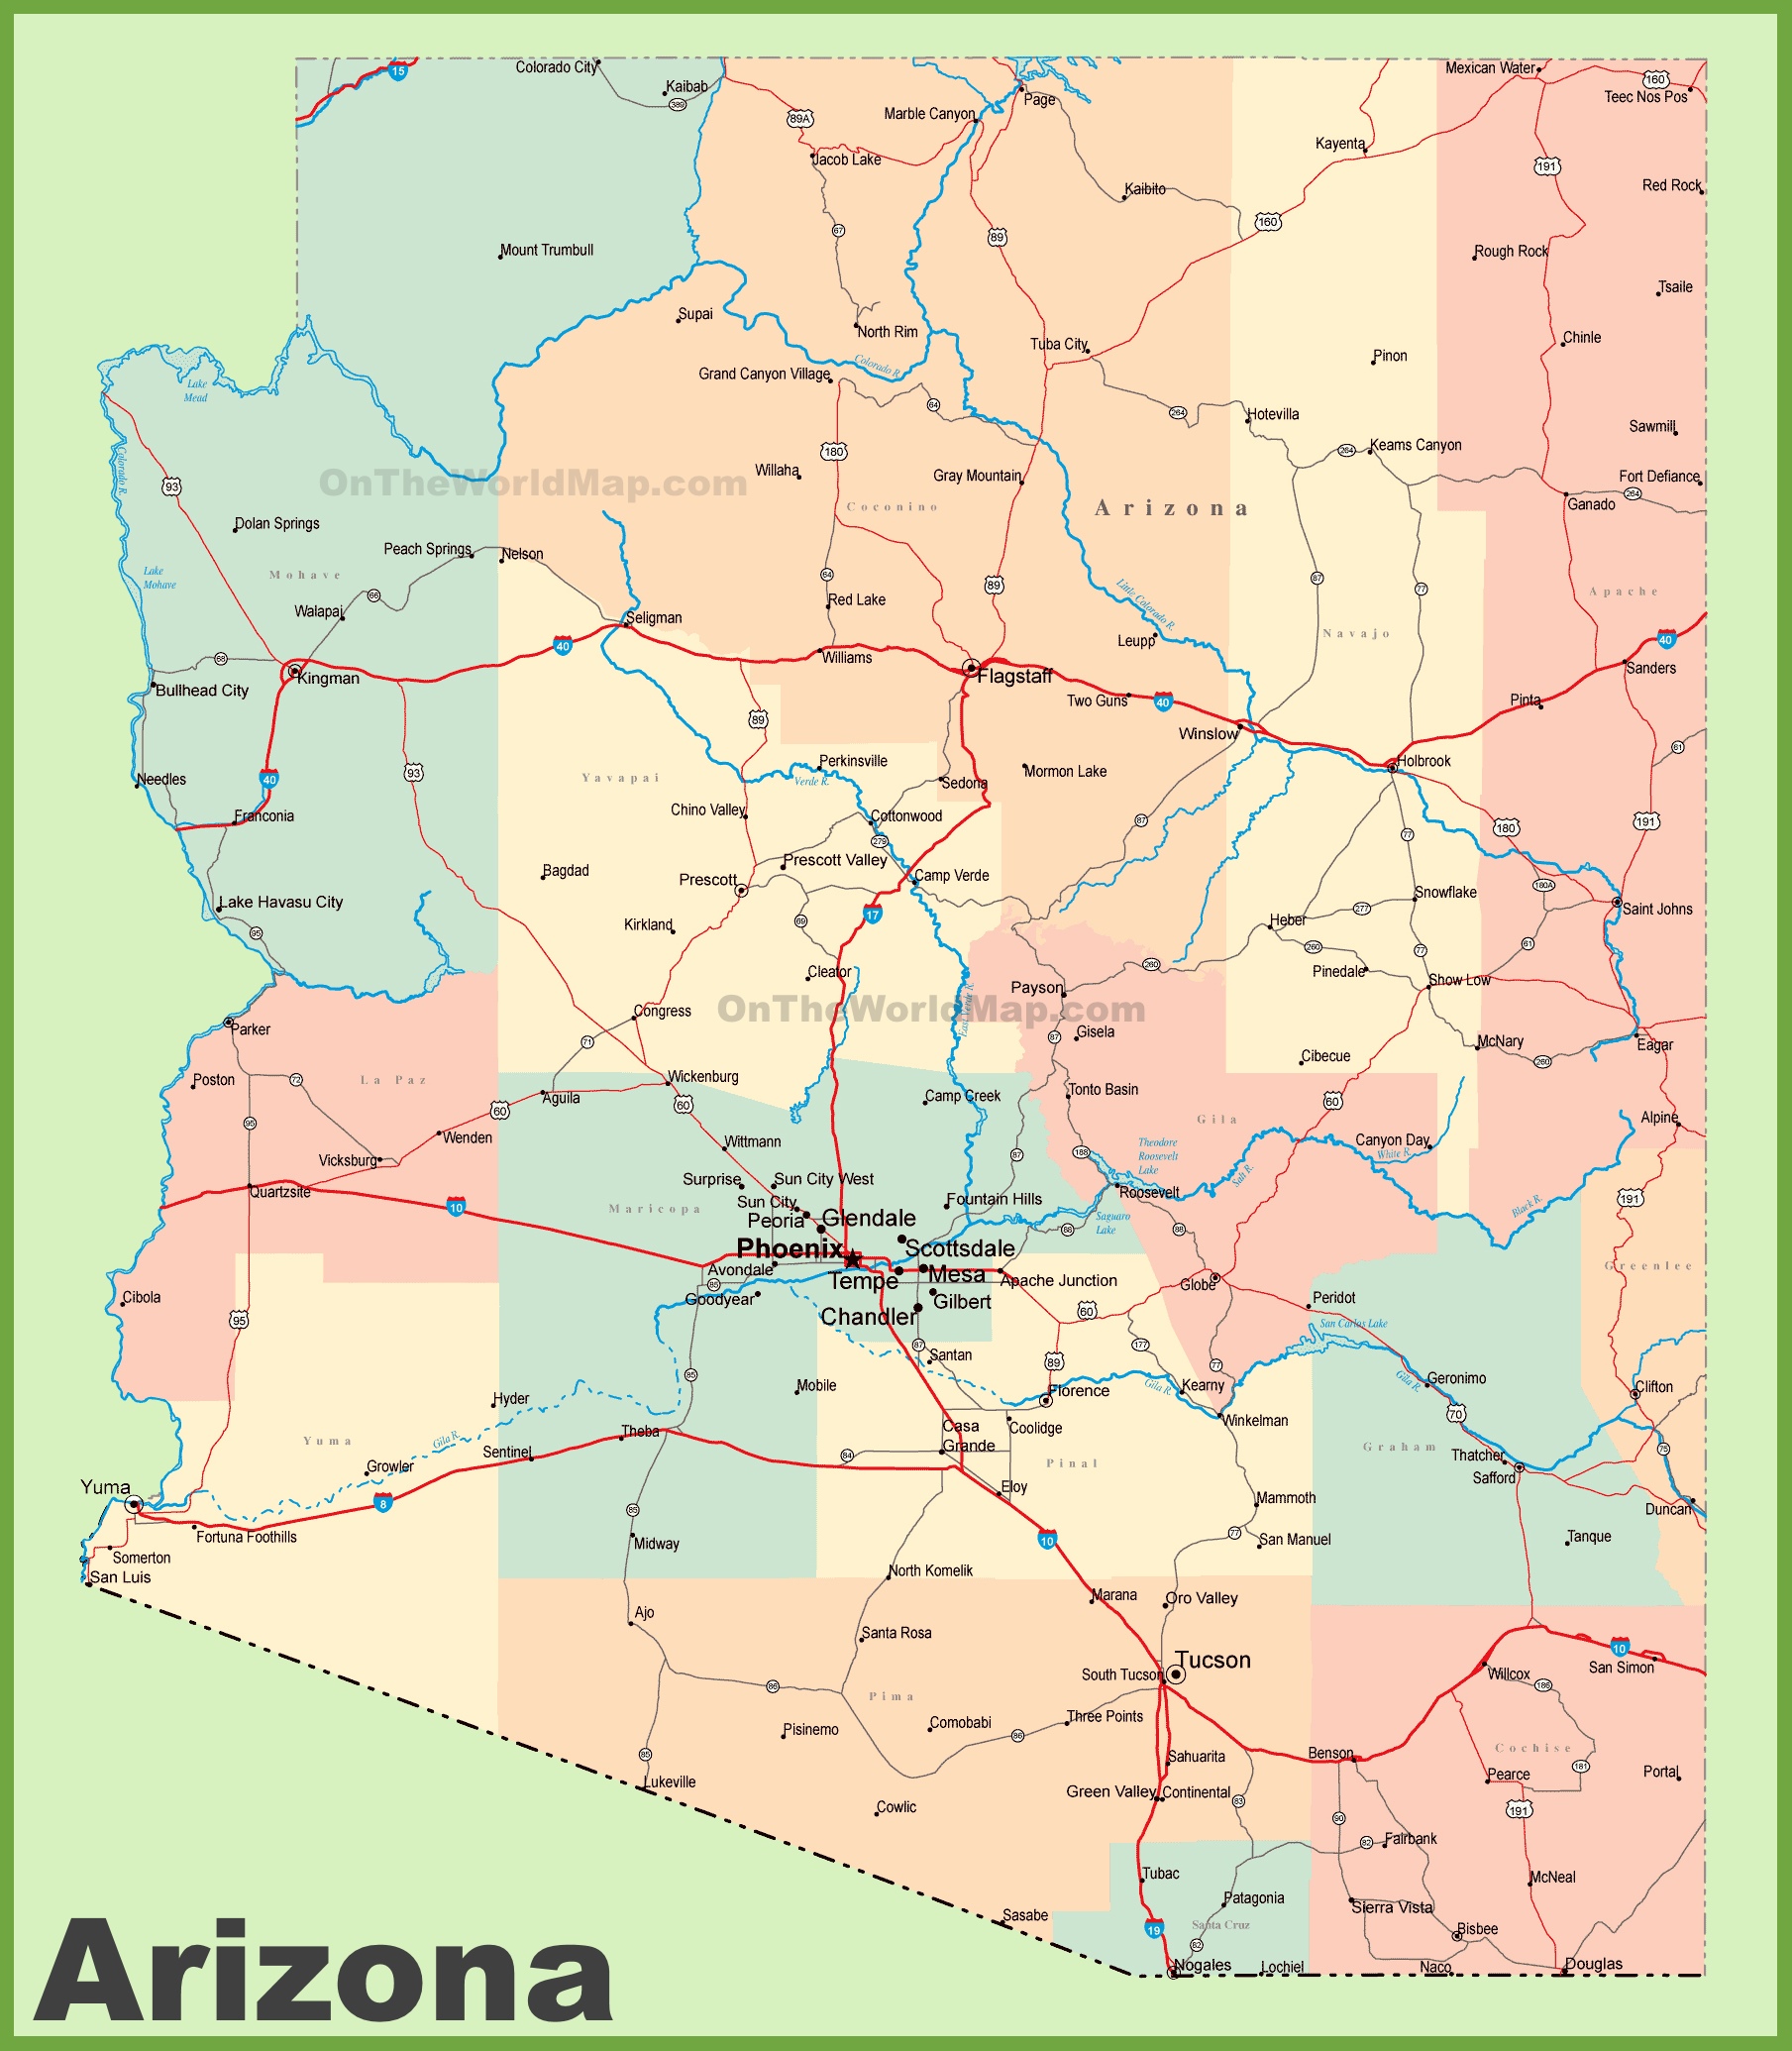 15
Colorado City
Kaibab
389
89A
Marble Canyon
Page
Mexican Water
160
Teec Nos Pos
Jacob Lake
Kayenta
191
Red Rock
Kaibito
67
89
160
Mount Trumbull
Rough Rock
Tsaile
Supai
North Rim
Tuba City
Chinle
Pinon
Colorado R.
Grand Canyon Village
64
264
Hotevilla
Lake
Mead
Sawmill
Keams Canyon
264
180
Colorado R.
Willaha
Gray Mountain
Fort Defiance
264
Ganado
93
OnTheWorldMap.com
Coconino
Arizona
Dolan Springs
Peach Springs
Nelson
Lake
Mohave
Mohave
66
64
89
87
77
Apache
Walapai
Red Lake
Little Colorado R.
Seligman
Leupp
Navajo
40
40
68
Kingman
Williams
Flagstaff
Sanders
Bullhead City
Two Guns
40
Pinta
89
Winslow
61
Needles
40
93
Yavapai
Perkinsville
Verde R.
Sedona
Mormon Lake
Holbrook
Franconia
Chino Valley
Cottonwood
279
87
77
180
191
Bagdad
Prescott Valley
Prescott
Camp Verde
180A
Lake Havasu City
17
69
Snowflake
277
Saint Johns
95
Kirkland
Heber
260
77
61
Cleator
260
Pinedale
Show Low
Payson
OnTheWorldMap.com
East Verde R.
Congress
Parker
71
87
Gisela
Cibecue
McNary
260
Eagar
Poston
72
La Paz
Wickenburg
Aguila
60
60
Camp Creek
Tonto Basin
60
Gila
Alpine
95
Wenden
Wittmann
87
188
Theodore
Roosevelt
Lake
Canyon Day
White R.
Vicksburg
Salt R.
Quartzsite
Surprise
Sun City West
Roosevelt
191
10
Maricopa
Sun City
Peoria
Glendale
Fountain Hills
Saguaro
Lake
88
88
Black R.
Phoenix
Scottsdale
Avondale
Tempe
Mesa
Apache Junction
Globe
Greenlee
85
Goodyear
Gilbert
Chandler
60
Peridot
Cibola
95
San Carlos Lake
87
Santan
89
177
77
85
Mobile
Florence
Gila R.
Kearny
Gila R.
Geronimo
Clifton
Hyder
Winkelman
70
Theba
Casa
Grande
Coolidge
Yuma
Gila R.
Sentinel
84
Pinal
Graham
75
Growler
Thatcher
Safford
Yuma
8
Eloy
Mammoth
Duncan
85
Fortuna Foothills
Midway
10
77
San Manuel
Tanque
Somerton
San Luis
North Komelik
Marana
Oro Valley
Ajo
Santa Rosa
10
Tucson
South Tucson
Willcox
San Simon
86
Pima
186
Pisinemo
Comobabi
86
Three Points
85
Sahuarita
Benson
Cochise
181
Lukeville
Green Valley
Continental
Pearce
Portal
Cowlic
83
90
191
82
Fairbank
Tubac
McNeal
Patagonia
Sasabe
Santa Cruz
19
82
Sierra Vista
Bisbee
Nogales
Lochiel
Naco
Douglas
Arizona